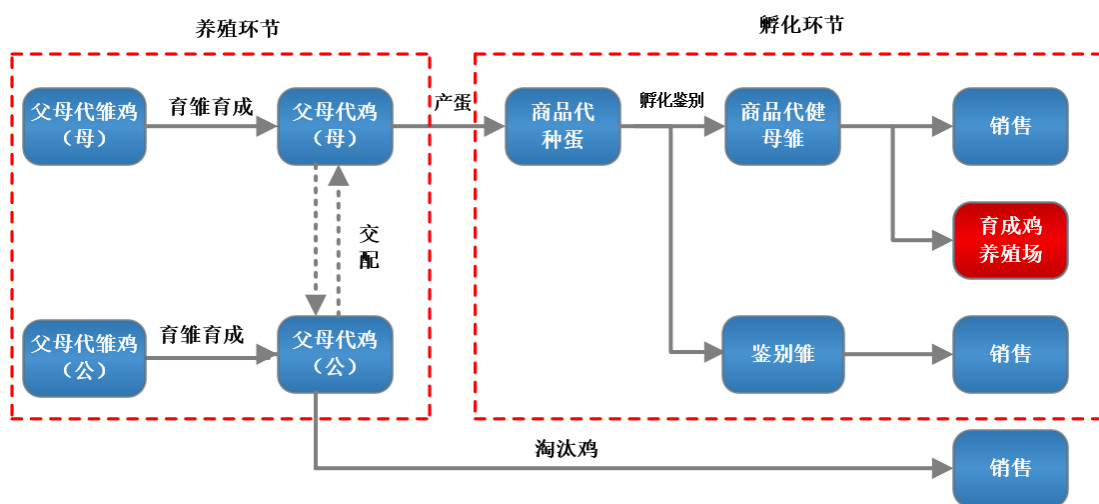 养殖环节
孵化环节
父母代雏鸡
（母）
育雏育成
父母代鸡
（母）
产蛋
商品代
种蛋
孵化鉴别
商品代健
母雏
销售
育成鸡
养殖场
交
配
父母代雏鸡
（公）
育雏育成
父母代鸡
（公）
鉴别雏
销售
淘汰鸡
销售